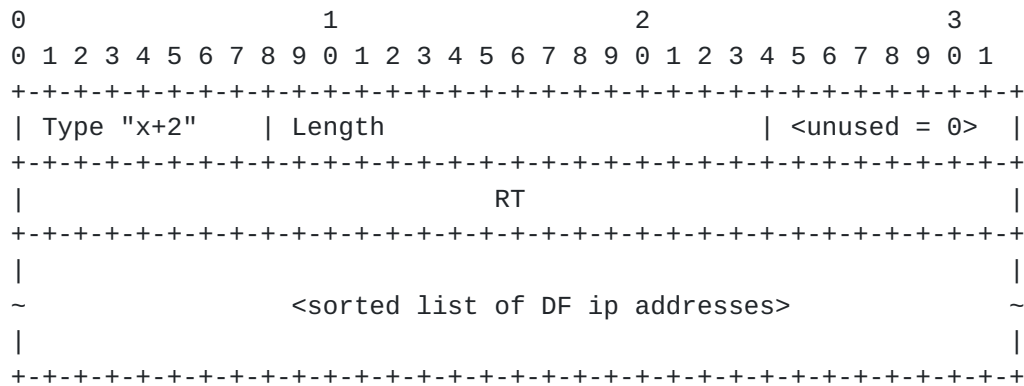 0                   1                   2                   3
0 1 2 3 4 5 6 7 8 9 0 1 2 3 4 5 6 7 8 9 0 1 2 3 4 5 6 7 8 9 0 1
+-+-+-+-+-+-+-+-+-+-+-+-+-+-+-+-+-+-+-+-+-+-+-+-+-+-+-+-+-+-+-+-+
| Type "x+2"    | Length                        | <unused = 0>  |
+-+-+-+-+-+-+-+-+-+-+-+-+-+-+-+-+-+-+-+-+-+-+-+-+-+-+-+-+-+-+-+-+
|                              RT                               |
+-+-+-+-+-+-+-+-+-+-+-+-+-+-+-+-+-+-+-+-+-+-+-+-+-+-+-+-+-+-+-+-+
|                                                               |
~                 <sorted list of DF ip addresses>              ~
|                                                               |
+-+-+-+-+-+-+-+-+-+-+-+-+-+-+-+-+-+-+-+-+-+-+-+-+-+-+-+-+-+-+-+-+